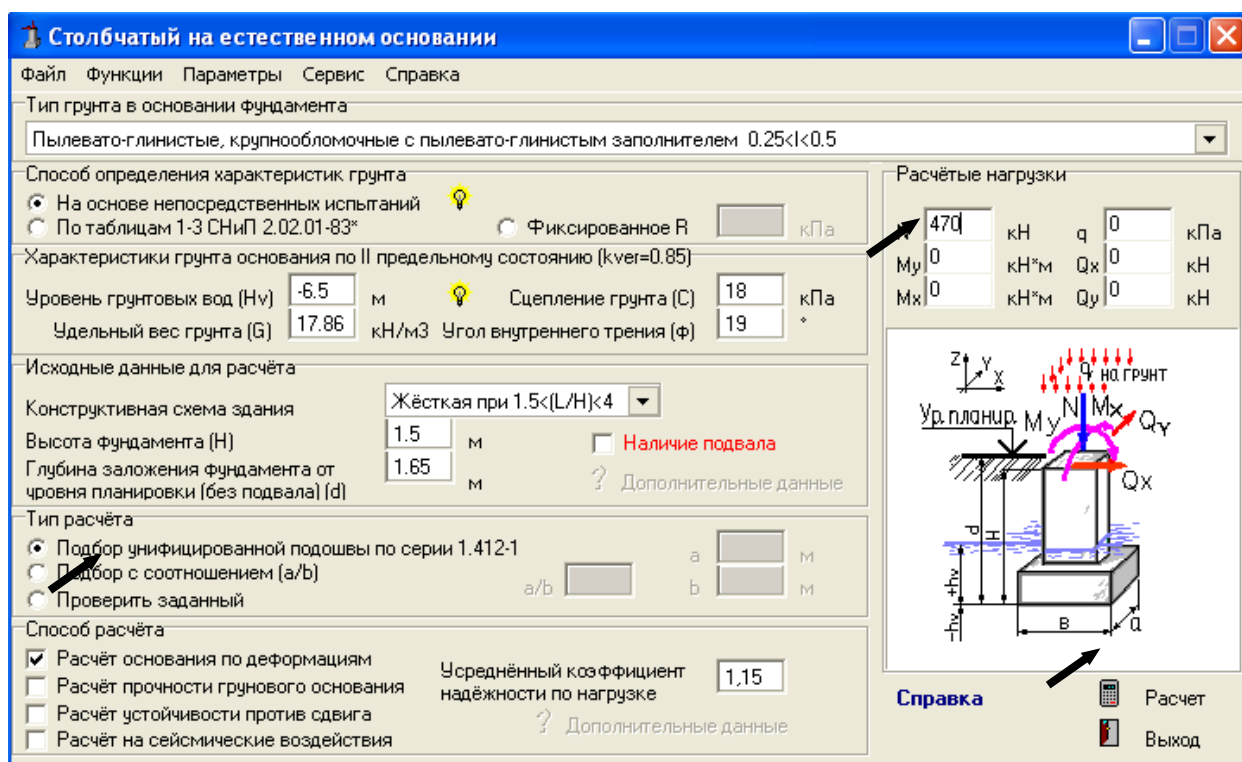 Столбчатый на естественном основании
Файл Функции Параметры Сервис Справка
Тип грунта в основании фундамента
Пылевато-глинистые, крупнообломочные с пылевато-глинистым заполнителем 0.25<I<0.5
Способ определения характеристик грунта
На основе непосредственных испытаний
По таблицам 1-3 СНиП 2.02.01-83* Фиксированное R кПа
Характеристики грунта основания по II предельному состоянию (kver=0.85)
Уровень грунтовых вод (Hv) -6.5 м Сцепление грунта (C) 18 кПа
Удельный вес грунта (G) 17.86 кН/м3 Угол внутреннего трения (φ) 19 °
Исходные данные для расчёта
Конструктивная схема здания Жёсткая при 1.5<(L/H)<4
Высота фундамента (H) 1.5 м Наличие подвала
Глубина заложения фундамента от 1.65
уровня планировки (без подвала) (d) м ? Дополнительные данные
Тип расчёта
Подбор унифицированной подошвы по серии 1.412-1 a м
Подбор с соотношением (a/b) a/b b м
Проверить заданный
Способ расчёта
Расчёт основания по деформациям
Расчёт прочности грунового основания
Расчёт устойчивости против сдвига
Расчёт на сейсмические воздействия
Усреднённый коэффициент
надёжности по нагрузке 1,15
? Дополнительные данные
Расчётые нагрузки
N 470 кН q 0 кПа
My 0 кН*м Qx 0 кН
Mx 0 кН*м Qy 0 кН
Z Y X
q на грунт
Ур. планир. My N Mx QY
Qx
d H
+hv
-hv B a
Справка Расчет
Выход